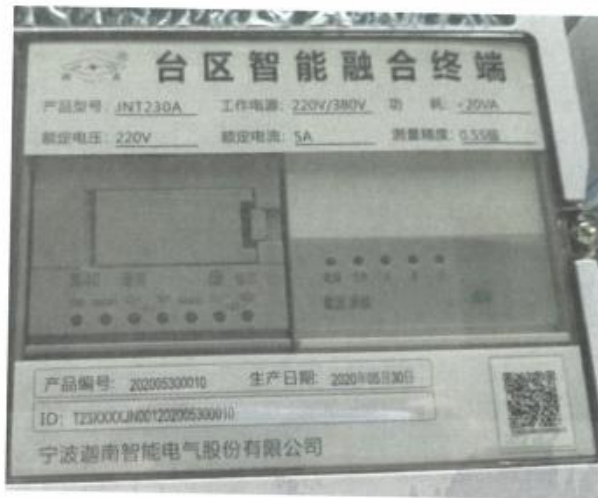 台区智能融合终端
产品型号: JNT230A 工作电源: 220V/380V 功 耗: <20VA
额定电压: 220V 额定电流: 5A 测量精度: 0.5S级
产品编号: 202005300010 生产日期: 2020年05月30日
ID: TZSXXXXJN001202005300010
宁波迦南智能电气股份有限公司